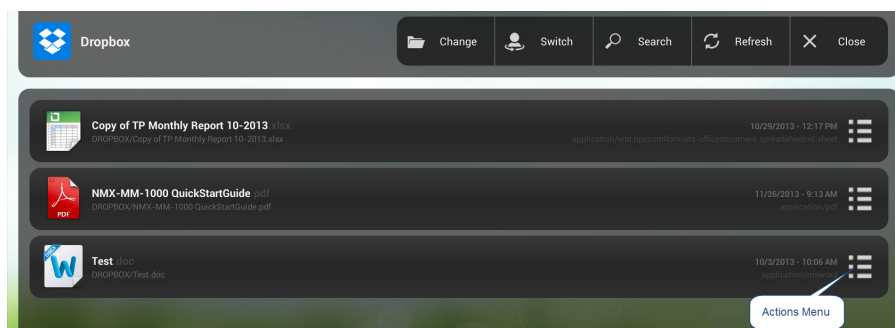 Dropbox
Change
Switch
Search
Refresh
Close
Copy of TP Monthly Report 10-2013.xlsx
10/29/2013 - 12:17 PM
DROPBOX/Copy of TP Monthly Report 10-2013.xlsx
application/vnd.openxmlformats-officedocument.spreadsheetml.sheet
NMX-MM-1000 QuickStartGuide.pdf
11/26/2013 - 9:13 AM
DROPBOX/NMX-MM-1000 QuickStartGuide.pdf
application/pdf
PDF
Test.doc
10/3/2013 - 10:06 AM
DROPBOX/Test.doc
application/msword
DOCX
W
Actions Menu